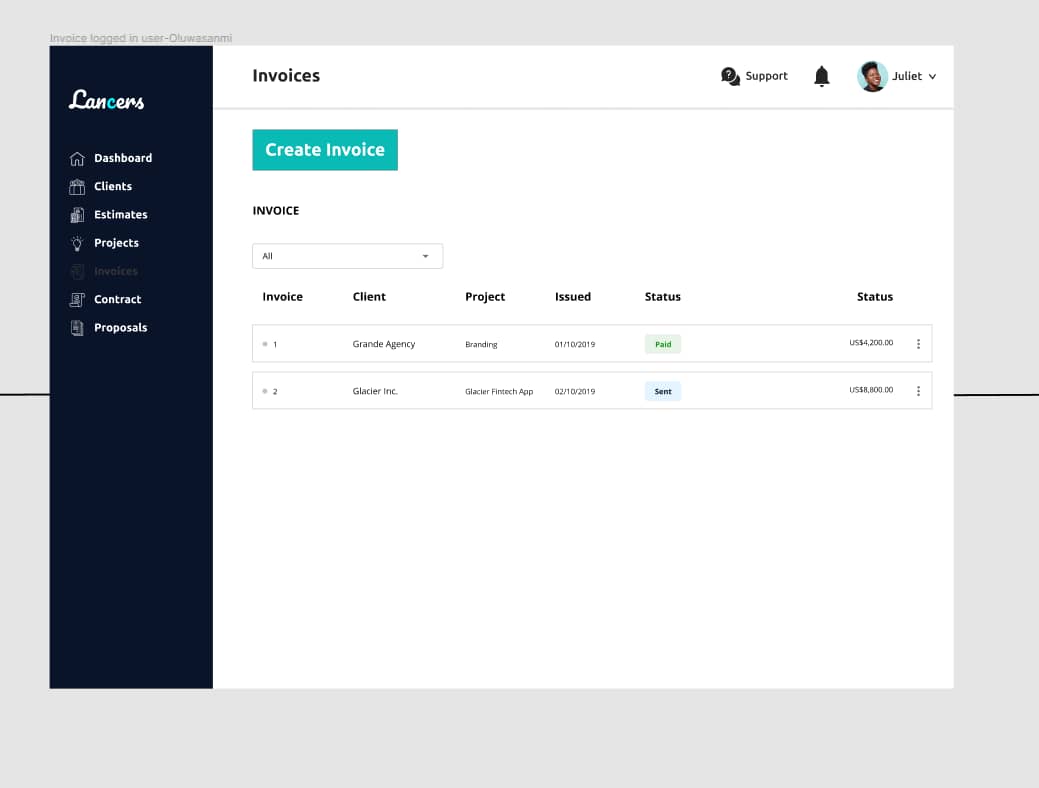 Invoice logged in user-Oluwasanmi
Lancers
Dashboard
Clients
Estimates
Projects
Invoices
Contract
Proposals
Invoices
? Support
Juliet
Create Invoice
INVOICE
All
Invoice Client Project Issued Status Status
1 Grande Agency Branding 01/10/2019 Paid US$4,200.00
2 Glacier Inc. Glacier Fintech App 02/10/2019 Sent US$8,800.00